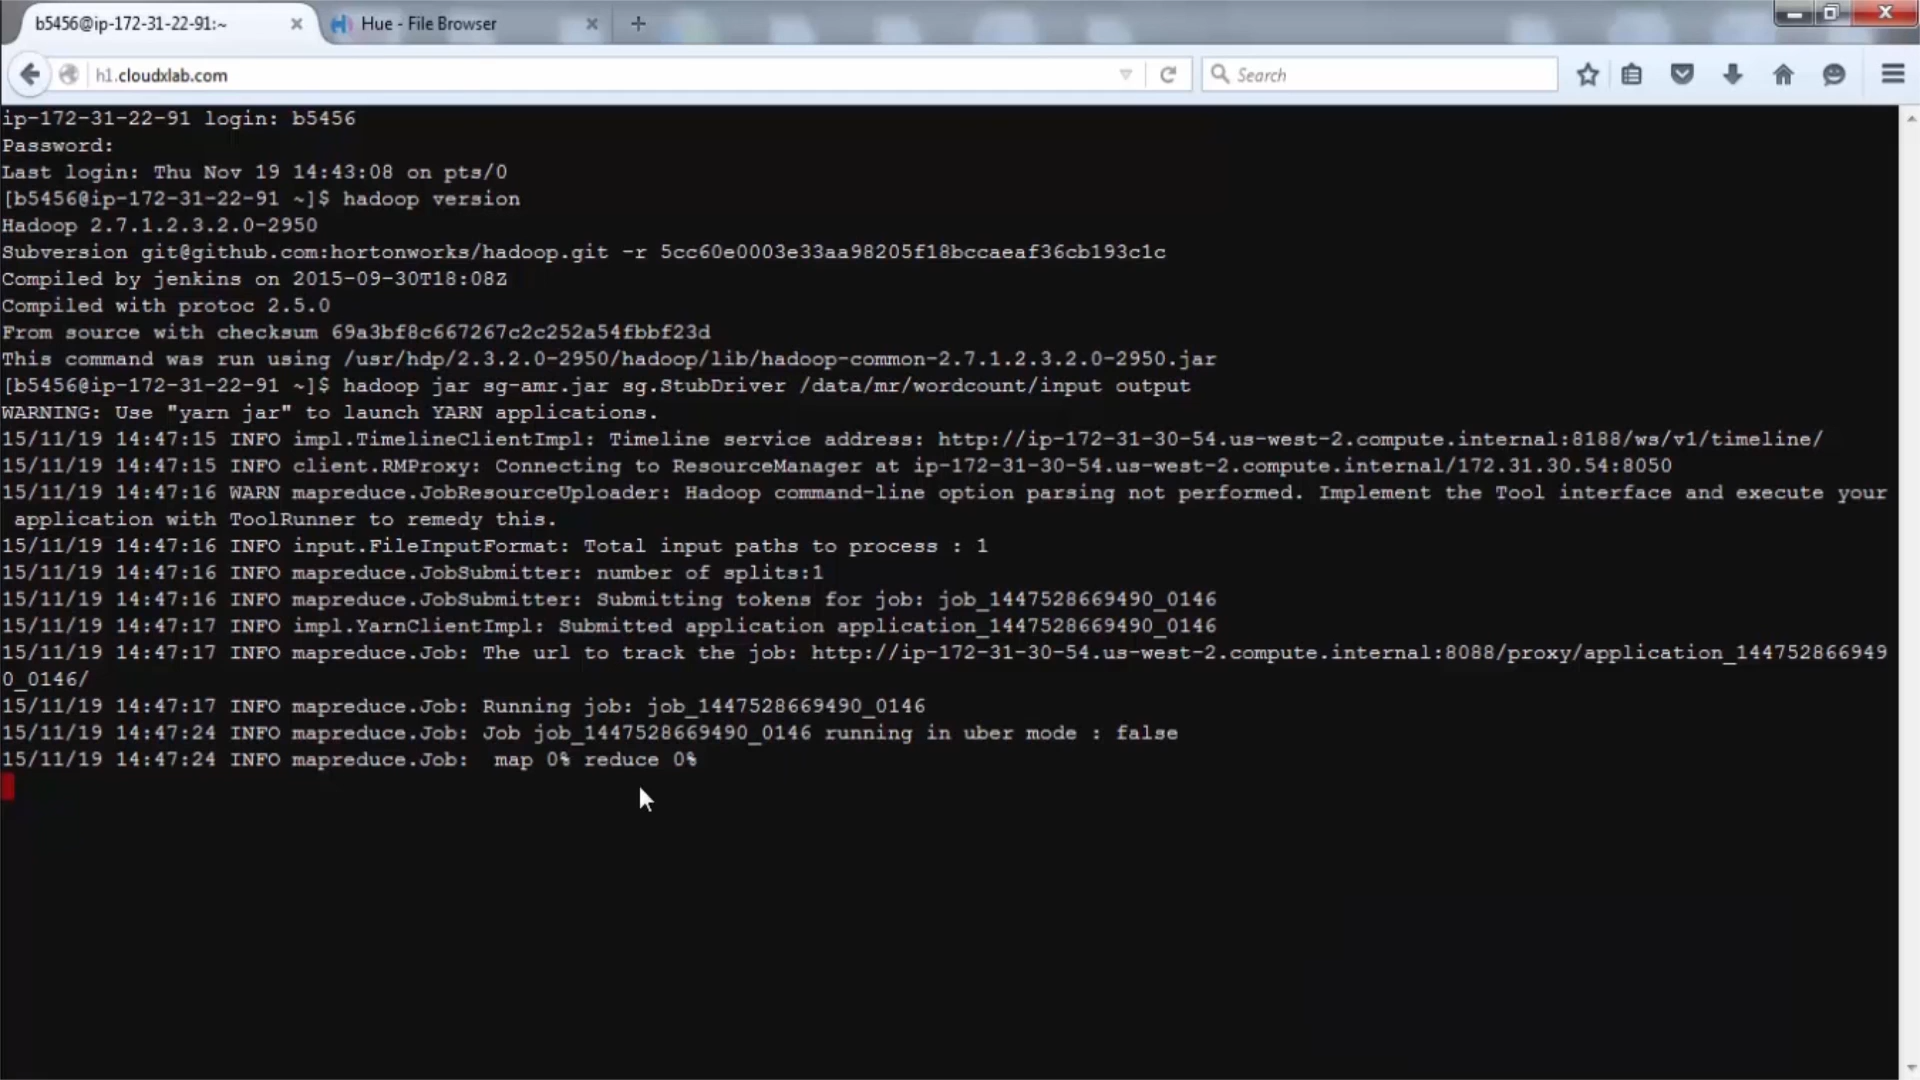 b5456@ip-172-31-22-91:~
Hue - File Browser
h1.cloudxlab.com
Search
ip-172-31-22-91 login: b5456
Password:
Last login: Thu Nov 19 14:43:08 on pts/0
[b5456@ip-172-31-22-91 ~]$ hadoop version
Hadoop 2.7.1.2.3.2.0-2950
Subversion git@github.com:hortonworks/hadoop.git -r 5cc60e0003e33aa98205f18bccaeaf36cb193c1c
Compiled by jenkins on 2015-09-30T18:08Z
Compiled with protoc 2.5.0
From source with checksum 69a3bf8c667267c2c252a54fbbf23d
This command was run using /usr/hdp/2.3.2.0-2950/hadoop/lib/hadoop-common-2.7.1.2.3.2.0-2950.jar
[b5456@ip-172-31-22-91 ~]$ hadoop jar sg-amr.jar sg.StubDriver /data/mr/wordcount/input output
WARNING: Use "yarn jar" to launch YARN applications.
15/11/19 14:47:15 INFO impl.TimelineClientImpl: Timeline service address: http://ip-172-31-30-54.us-west-2.compute.internal:8188/ws/v1/timeline/
15/11/19 14:47:15 INFO client.RMProxy: Connecting to ResourceManager at ip-172-31-30-54.us-west-2.compute.internal/172.31.30.54:8050
15/11/19 14:47:16 WARN mapreduce.JobResourceUploader: Hadoop command-line option parsing not performed. Implement the Tool interface and execute your
application with ToolRunner to remedy this.
15/11/19 14:47:16 INFO input.FileInputFormat: Total input paths to process : 1
15/11/19 14:47:16 INFO mapreduce.JobSubmitter: number of splits:1
15/11/19 14:47:16 INFO mapreduce.JobSubmitter: Submitting tokens for job: job_1447528669490_0146
15/11/19 14:47:17 INFO impl.YarnClientImpl: Submitted application application_1447528669490_0146
15/11/19 14:47:17 INFO mapreduce.Job: The url to track the job: http://ip-172-31-30-54.us-west-2.compute.internal:8088/proxy/application_144752866949
0_0146/
15/11/19 14:47:17 INFO mapreduce.Job: Running job: job_1447528669490_0146
15/11/19 14:47:24 INFO mapreduce.Job: Job job_1447528669490_0146 running in uber mode : false
15/11/19 14:47:24 INFO mapreduce.Job:  map 0% reduce 0%